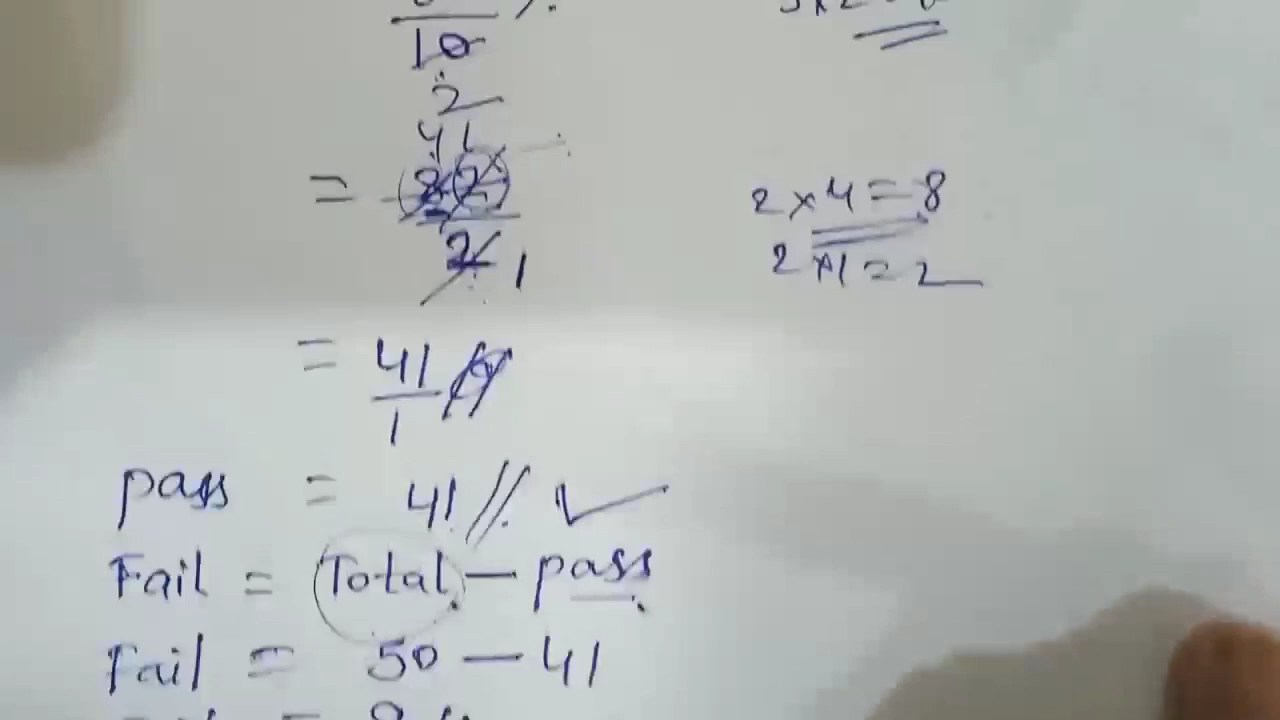 10
2
41
= 82 2×4=8
2 1 2×1=2
= 41
1
pass = 41 //. ✓
Fail = Total — pass
Fail = 50 — 41